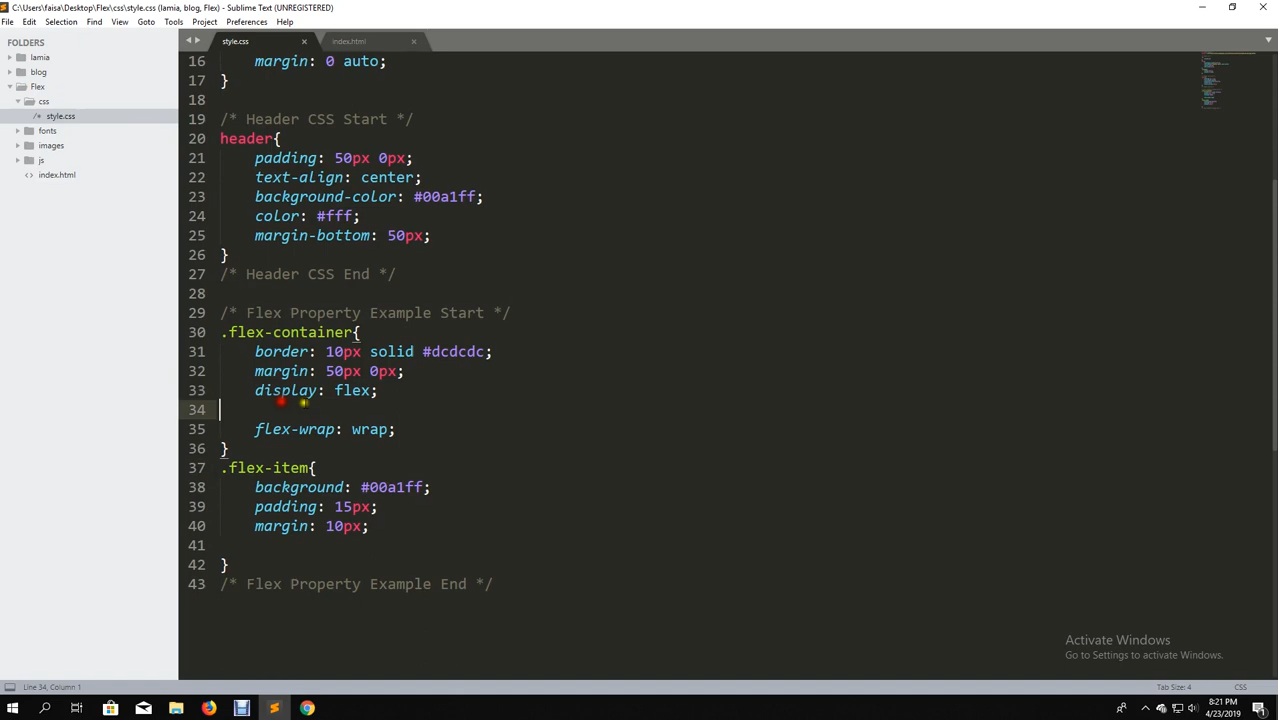 C:\Users\faisa\Desktop\Flex\css\style.css (lamia, blog, Flex) - Sublime Text (UNREGISTERED)
File Edit Selection Find View Goto Tools Project Preferences Help
FOLDERS
lamia
blog
Flex
css
/* style.css
fonts
images
js
<> index.html
style.css
index.html
16 margin: 0 auto;
17 }
18
19 /* Header CSS Start */
20 header{
21 padding: 50px 0px;
22 text-align: center;
23 background-color: #00a1ff;
24 color: #fff;
25 margin-bottom: 50px;
26 }
27 /* Header CSS End */
28
29 /* Flex Property Example Start */
30 .flex-container{
31 border: 10px solid #dcdcdc;
32 margin: 50px 0px;
33 display: flex;
34
35 flex-wrap: wrap;
36 }
37 .flex-item{
38 background: #00a1ff;
39 padding: 15px;
40 margin: 10px;
41
42 }
43 /* Flex Property Example End */
Activate Windows
Go to Settings to activate Windows.
Line 34, Column 1
Tab Size: 4
CSS
8:21 PM
4/23/2019